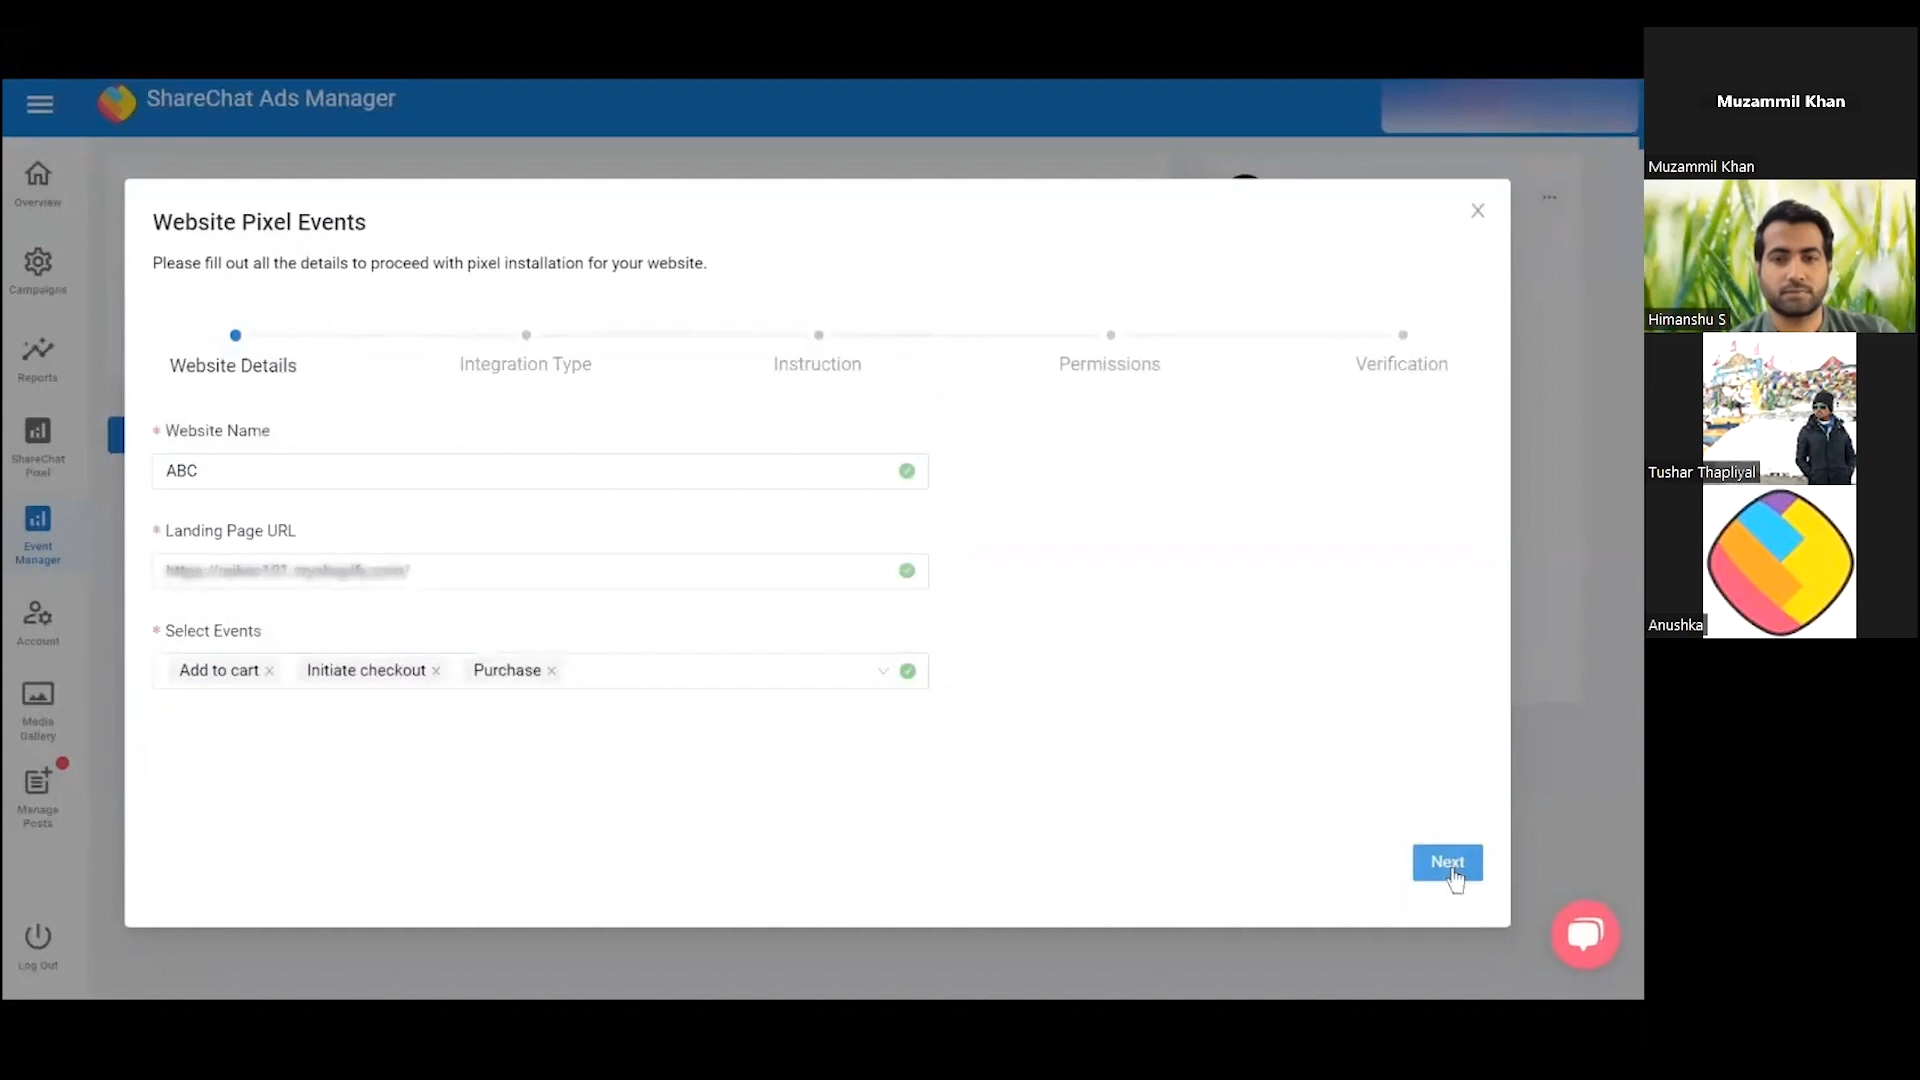 ShareChat Ads Manager
Overview
Campaigns
Reports
ShareChat
Pixel
Event
Manager
Account
Media
Gallery
Manage
Posts
Log Out
Website Pixel Events
Please fill out all the details to proceed with pixel installation for your website.
Website Details
Integration Type
Instruction
Permissions
Verification
* Website Name
ABC
* Landing Page URL
* Select Events
Add to cart ×
Initiate checkout ×
Purchase ×
Next
Muzammil Khan
Muzammil Khan
Himanshu S
Tushar Thapliyal
Anushka